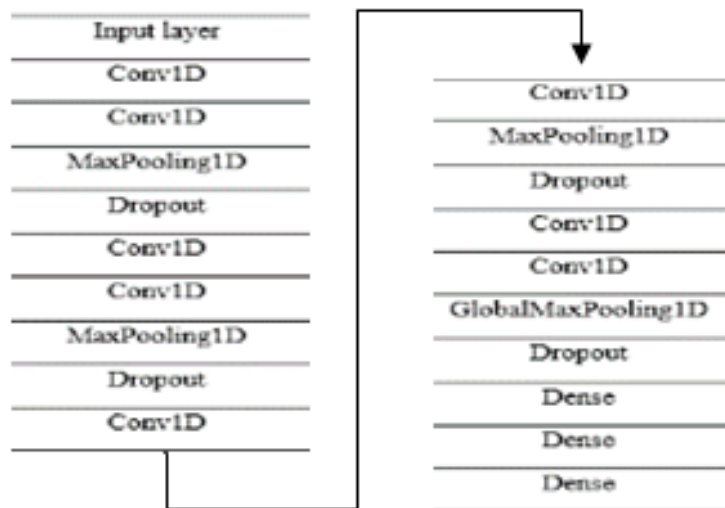 Input layer
Conv1D
Conv1D
MaxPooling1D
Dropout
Conv1D
Conv1D
MaxPooling1D
Dropout
Conv1D
Conv1D
MaxPooling1D
Dropout
Conv1D
Conv1D
GlobalMaxPooling1D
Dropout
Dense
Dense
Dense